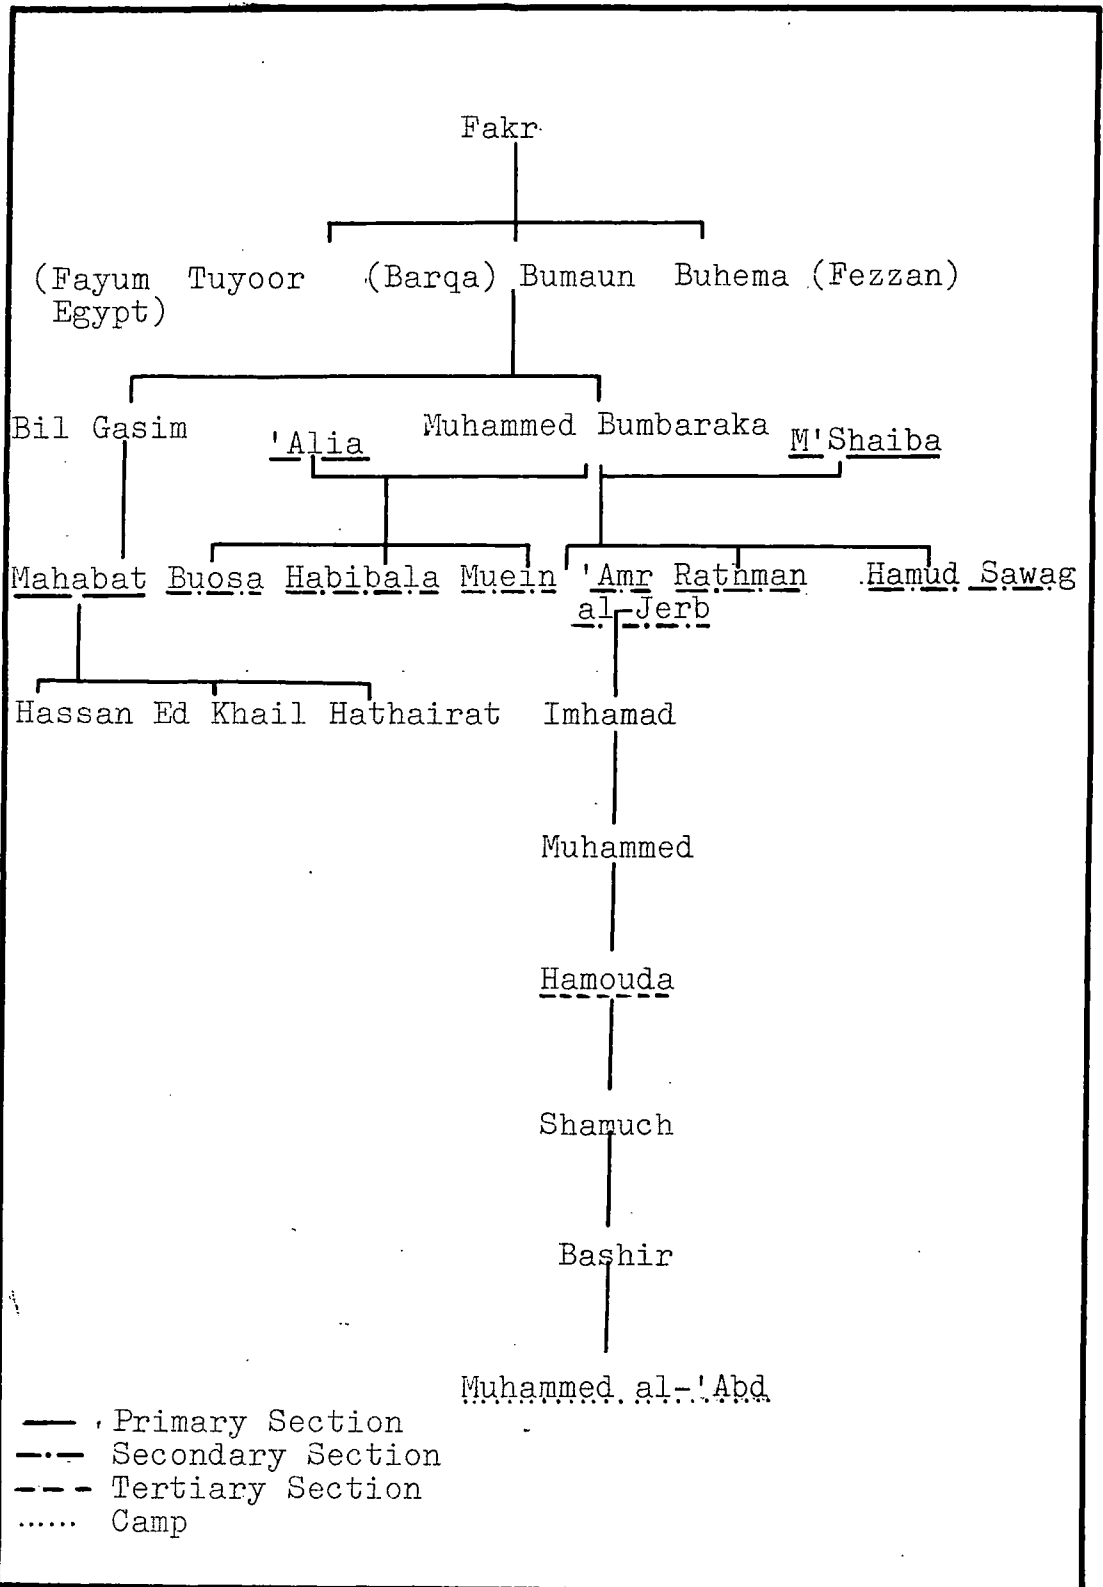 Fakr
(Fayum Tuyoor (Barqa) Bumaun Buhema (Fezzan)
Egypt)
Bil Gasim Muhammed Bumbaraka
'Alia M'Shaiba
Mahabat Buosa Habibala Muein 'Amr Rathman Hamud Sawag
al-Jerb
Hassan Ed Khail Hathairat Imhamad
Muhammed
Hamouda
Shamuch
Bashir
Muhammed al-'Abd
Primary Section
Secondary Section
Tertiary Section
Camp